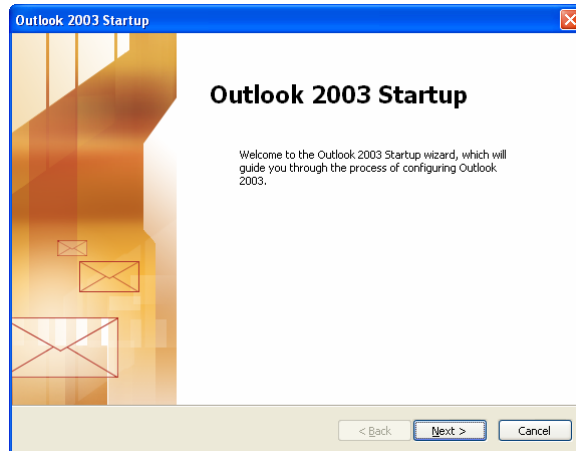 Outlook 2003 Startup
Outlook 2003 Startup
Welcome to the Outlook 2003 Startup wizard, which will
guide you through the process of configuring Outlook
2003.
< Back
Next >
Cancel